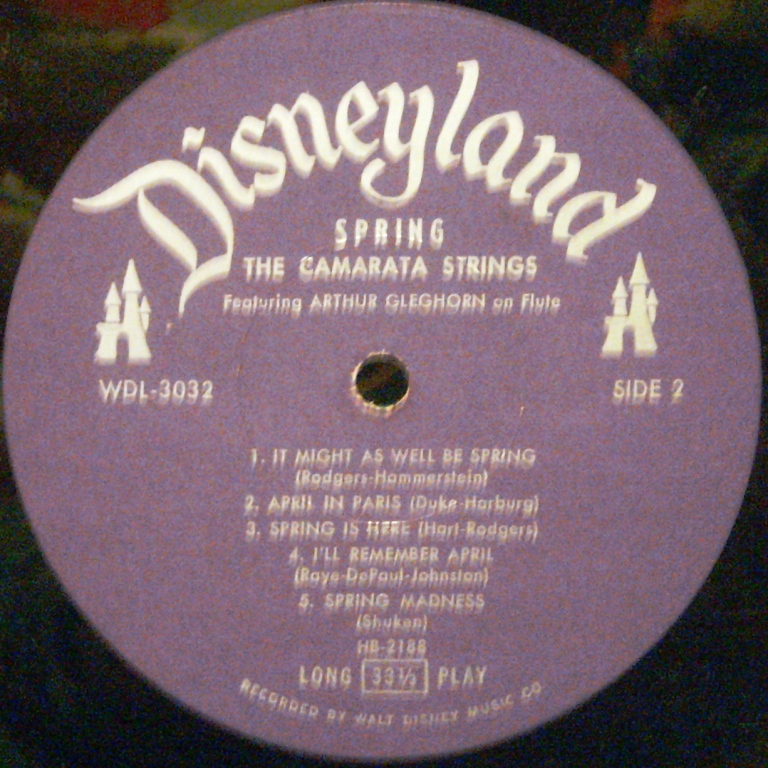 Disneyland
SPRING
THE CAMARATA STRINGS
Featuring ARTHUR GLEGHORN on Flute
WDL-3032
SIDE 2
1. IT MIGHT AS WELL BE SPRING
(Rodgers-Hammerstein)
2. APRIL IN PARIS (Duke-Harburg)
3. SPRING IS HERE (Hart-Rodgers)
4. I'LL REMEMBER APRIL
(Raye-DePaul-Johnston)
5. SPRING MADNESS
(Shuken)
HB-2188
LONG 33⅓ PLAY
RECORDED BY WALT DISNEY MUSIC CO